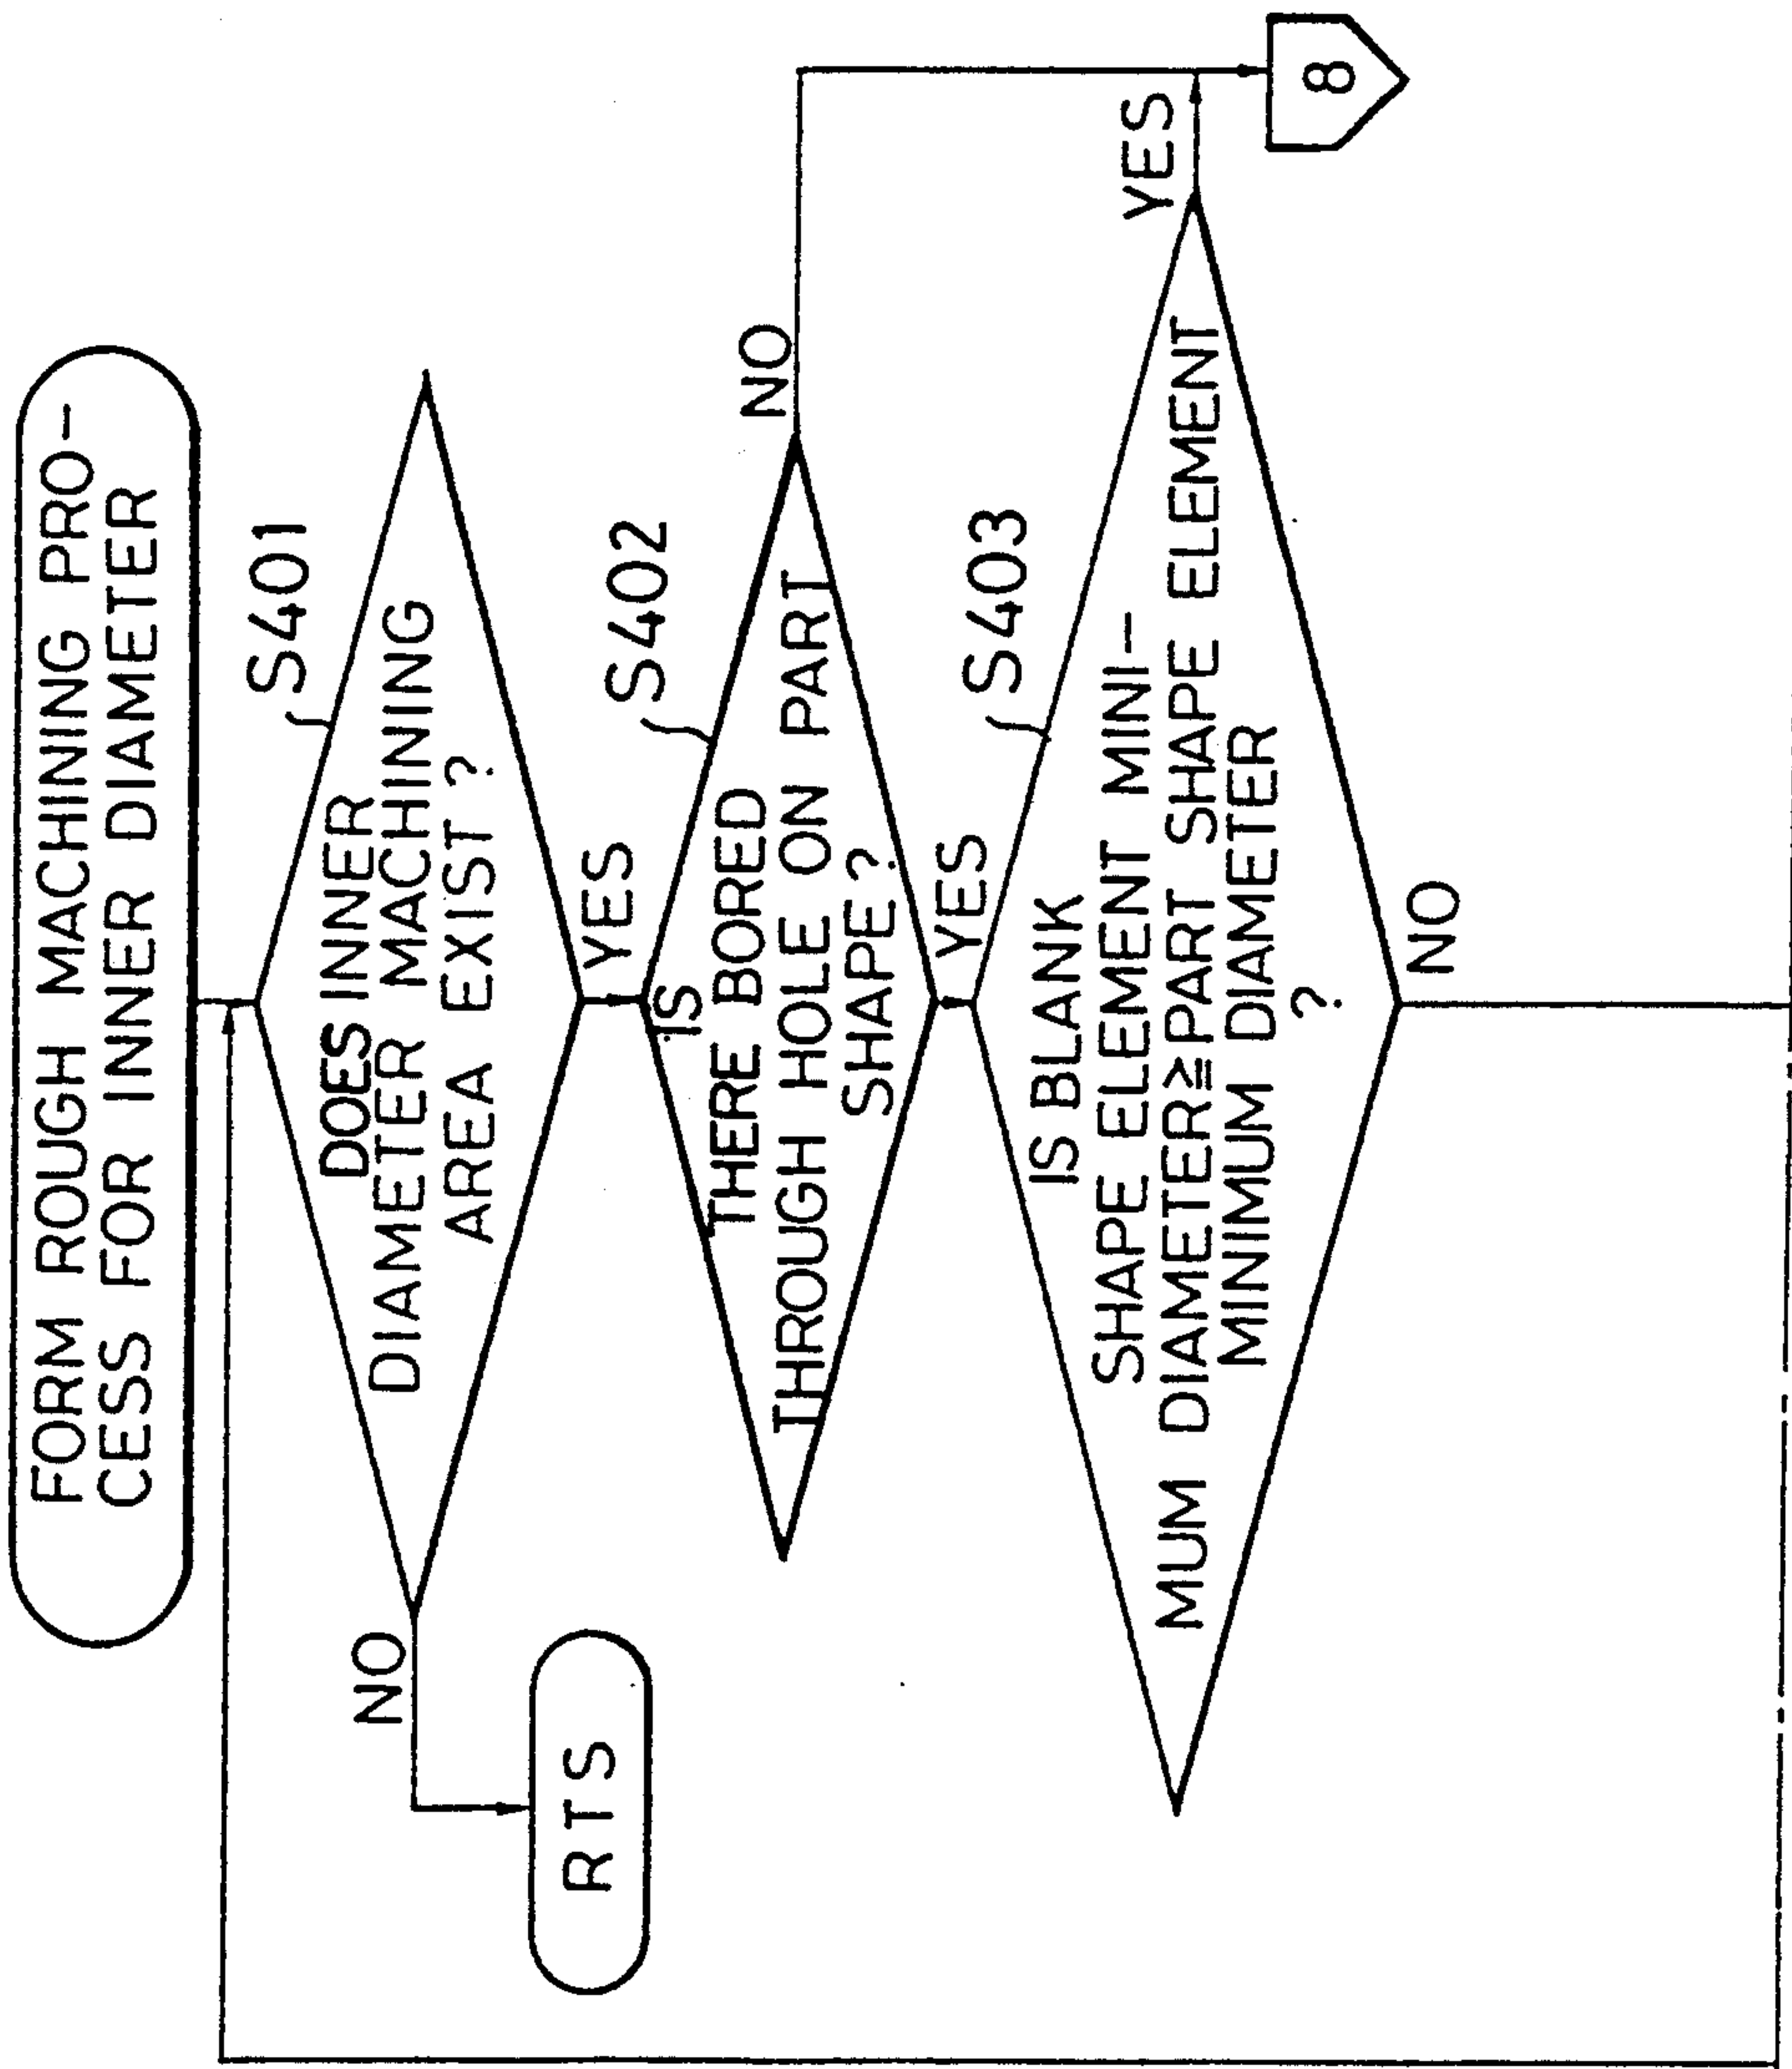 FORM ROUGH MACHINING PRO-
CESS FOR INNER DIAMETER
S401
DOES INNER
DIAMETER MACHINING
AREA EXIST?
NO
RTS
YES
S402
IS
THERE BORED
THROUGH HOLE ON PART
SHAPE?
NO
YES
S403
IS BLANK
SHAPE ELEMENT MINI-
MUM DIAMETER≧PART SHAPE ELEMENT
MINIMUM DIAMETER
?
YES
8
NO